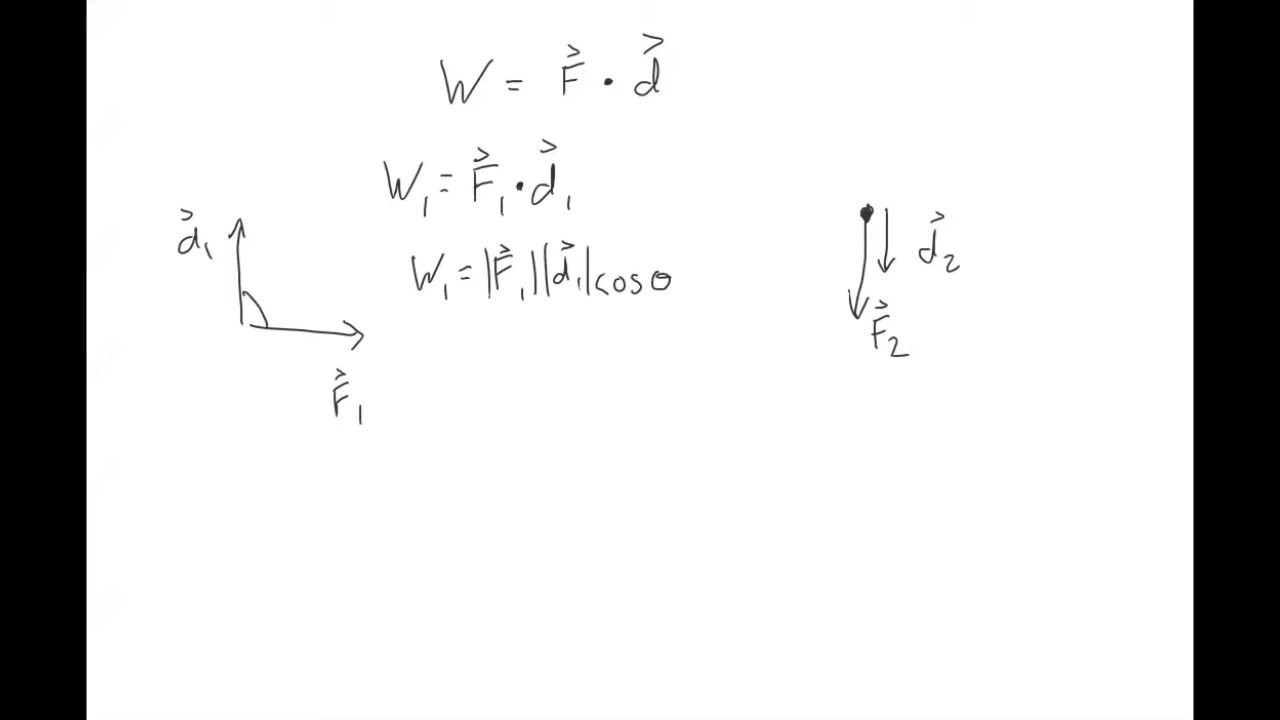 W = F⃗ · d⃗
W₁ = F⃗₁ · d⃗₁
W₁ = |F⃗₁||d⃗₁|cos θ
d⃗₁
F⃗₁
d⃗₂
F⃗₂